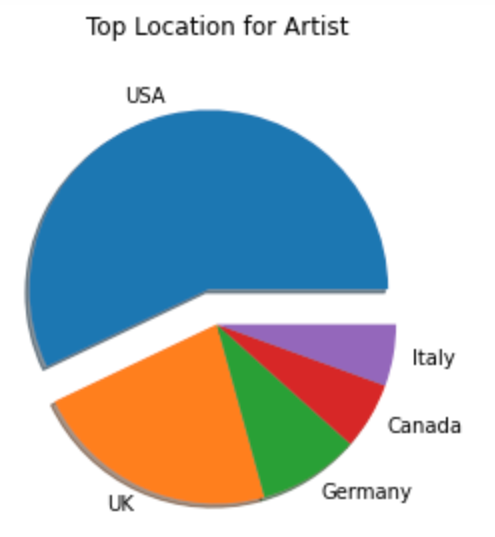 Top Location for Artist
USA
Italy
Canada
Germany
UK